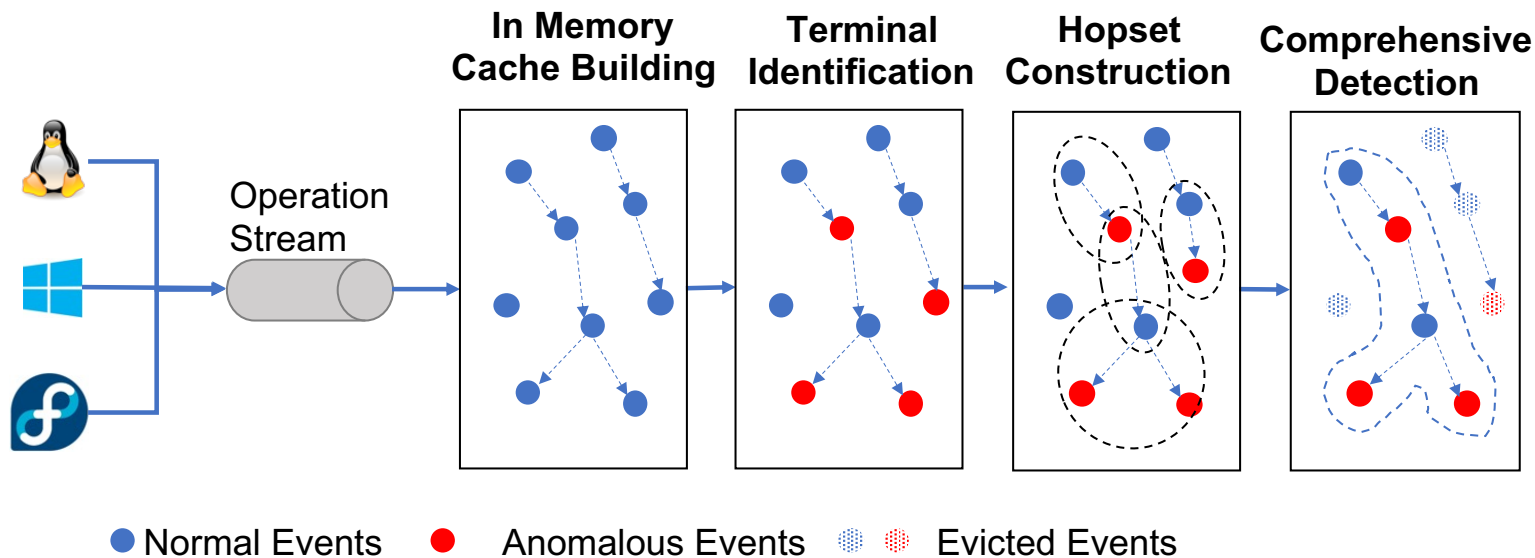 In Memory
Cache Building
Terminal
Identification
Hopset
Construction
Comprehensive
Detection
Operation
Stream
Normal Events
Anomalous Events
Evicted Events